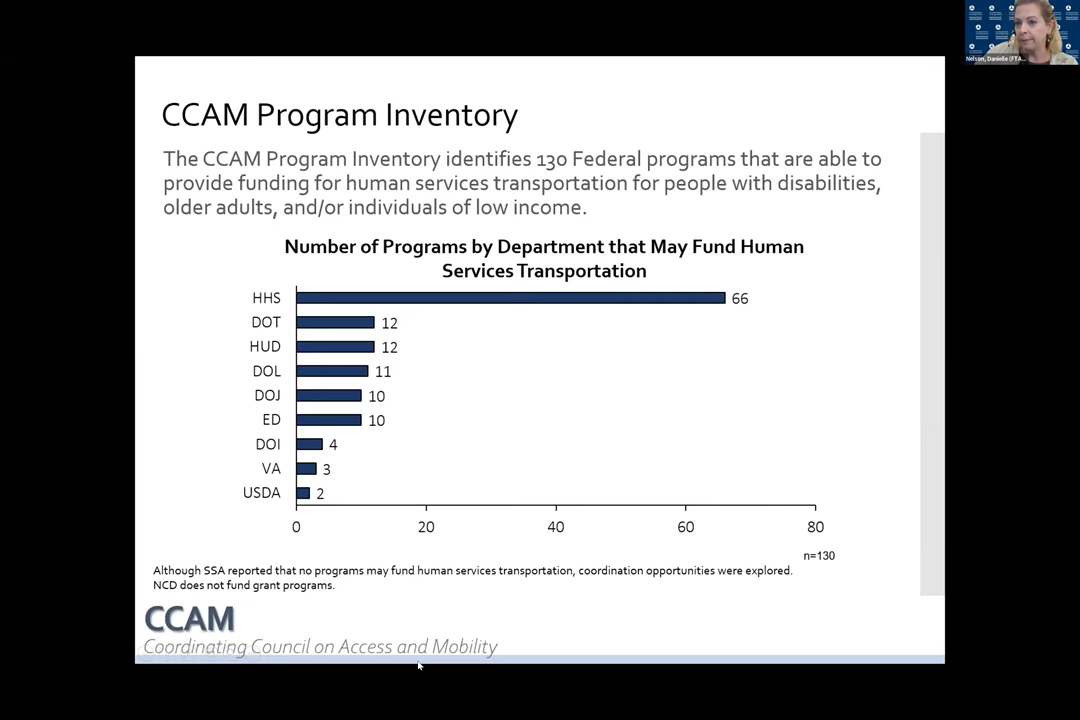 CCAM Program Inventory
The CCAM Program Inventory identifies 130 Federal programs that are able to
provide funding for human services transportation for people with disabilities,
older adults, and/or individuals of low income.
Number of Programs by Department that May Fund Human
Services Transportation
HHS 66
DOT 12
HUD 12
DOL 11
DOJ 10
ED 10
DOI 4
VA 3
USDA 2
0 20 40 60 80
n=130
Although SSA reported that no programs may fund human services transportation, coordination opportunities were explored.
NCD does not fund grant programs.
CCAM
Coordinating Council on Access and Mobility
Nelson, Danielle (FTA...